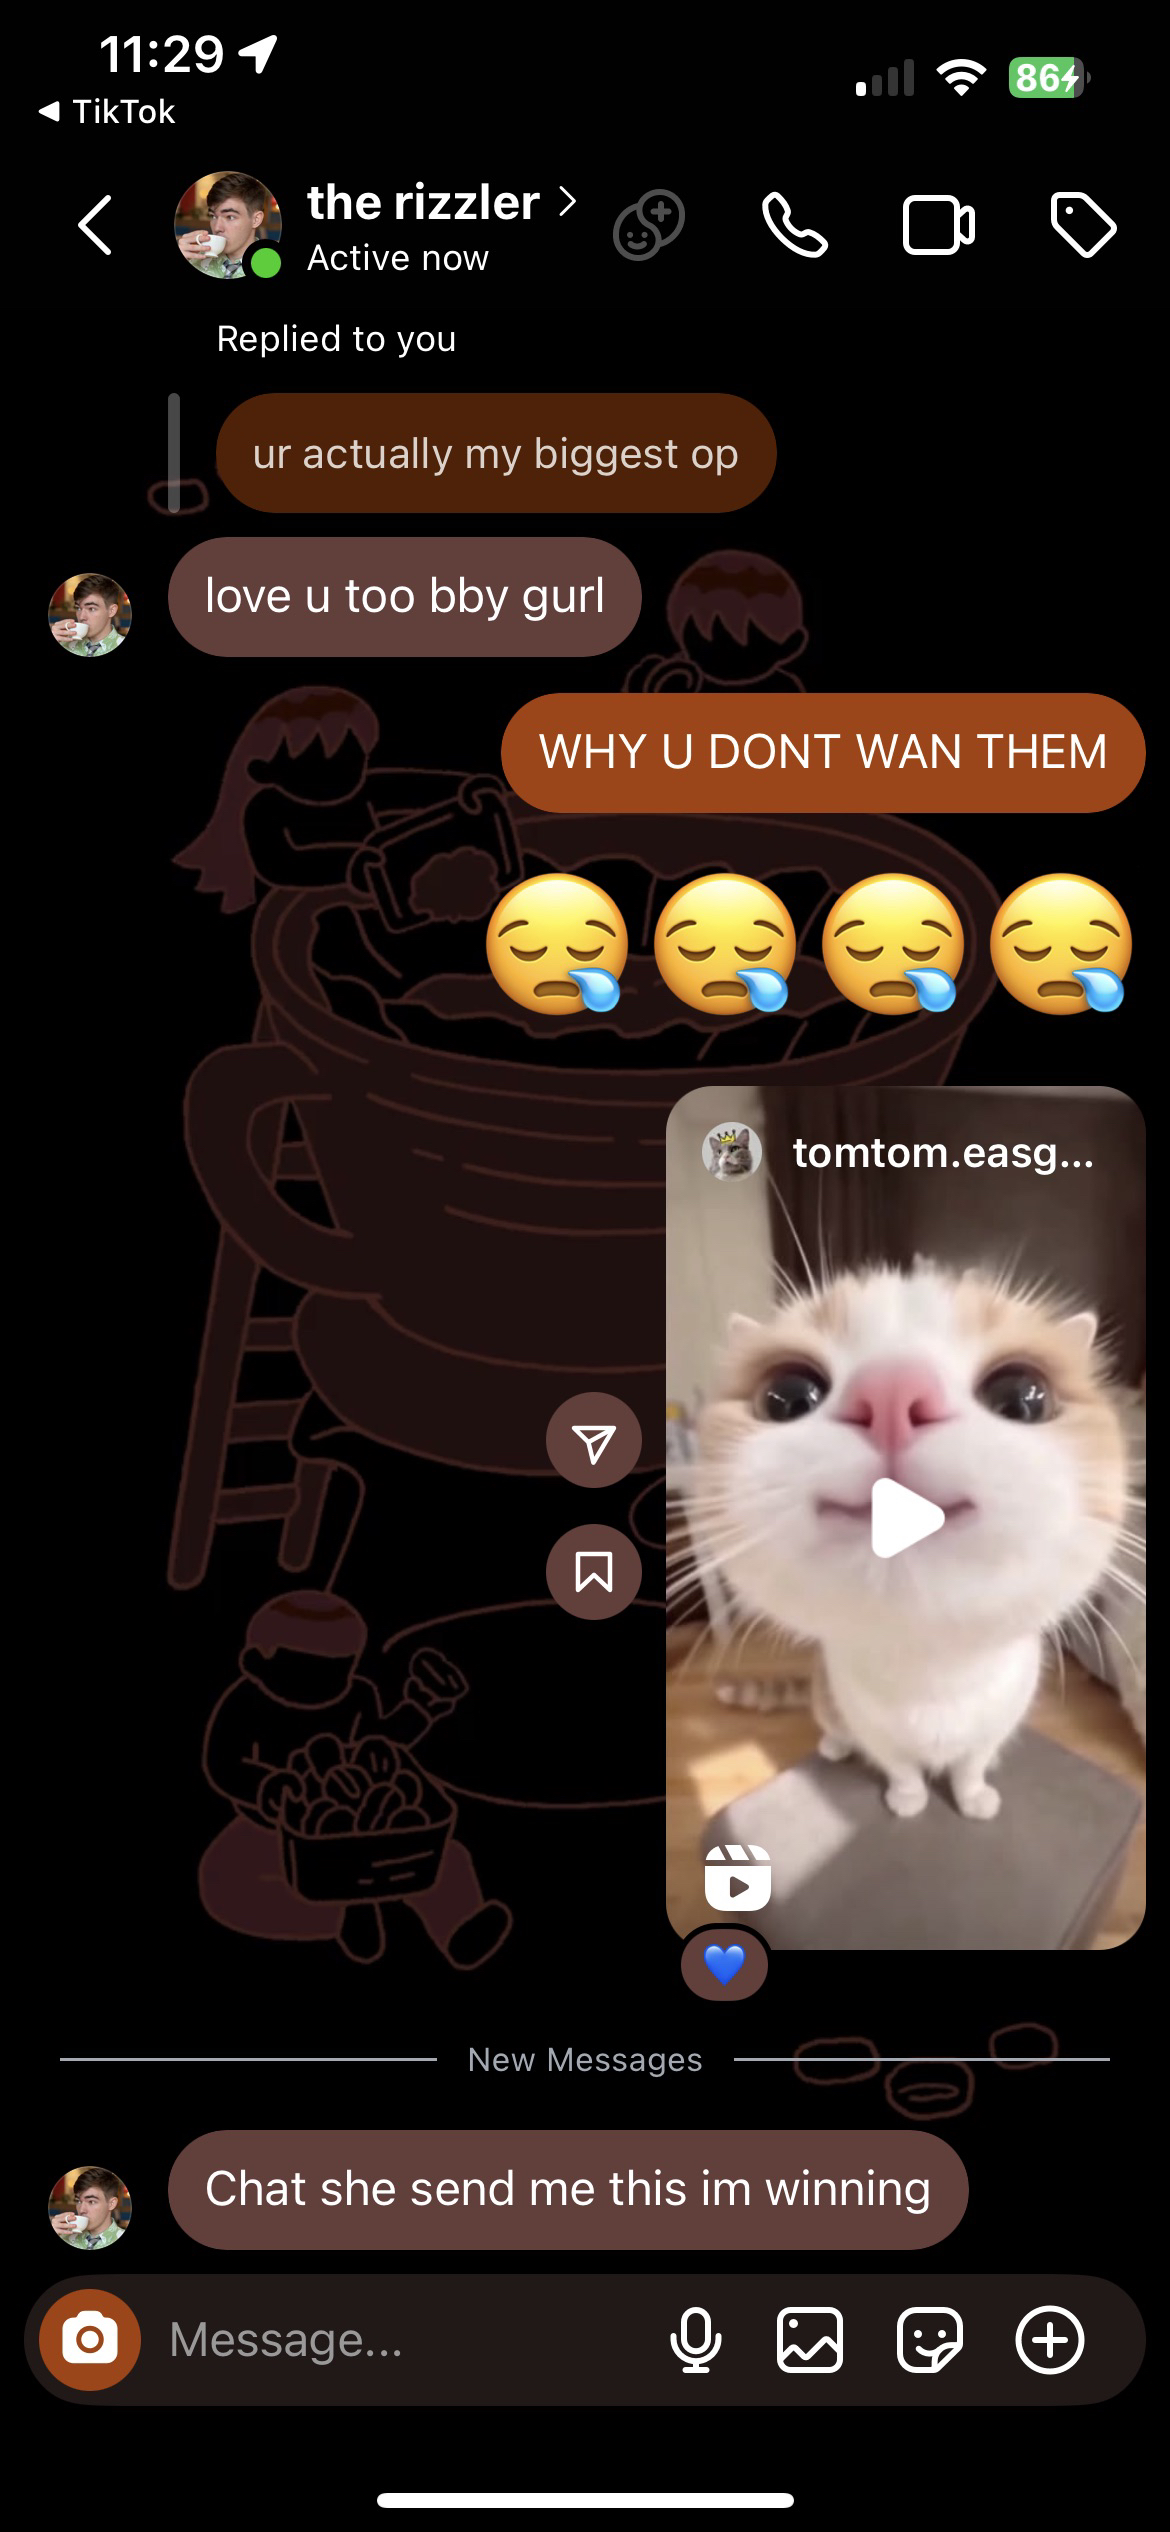 11:29
86
TikTok
the rizzler
Active now
Replied to you
ur actually my biggest op
love u too bby gurl
WHY U DONT WAN THEM
😪😪😪😪
tomtom.easg...
💙
New Messages
Chat she send me this im winning
Message...